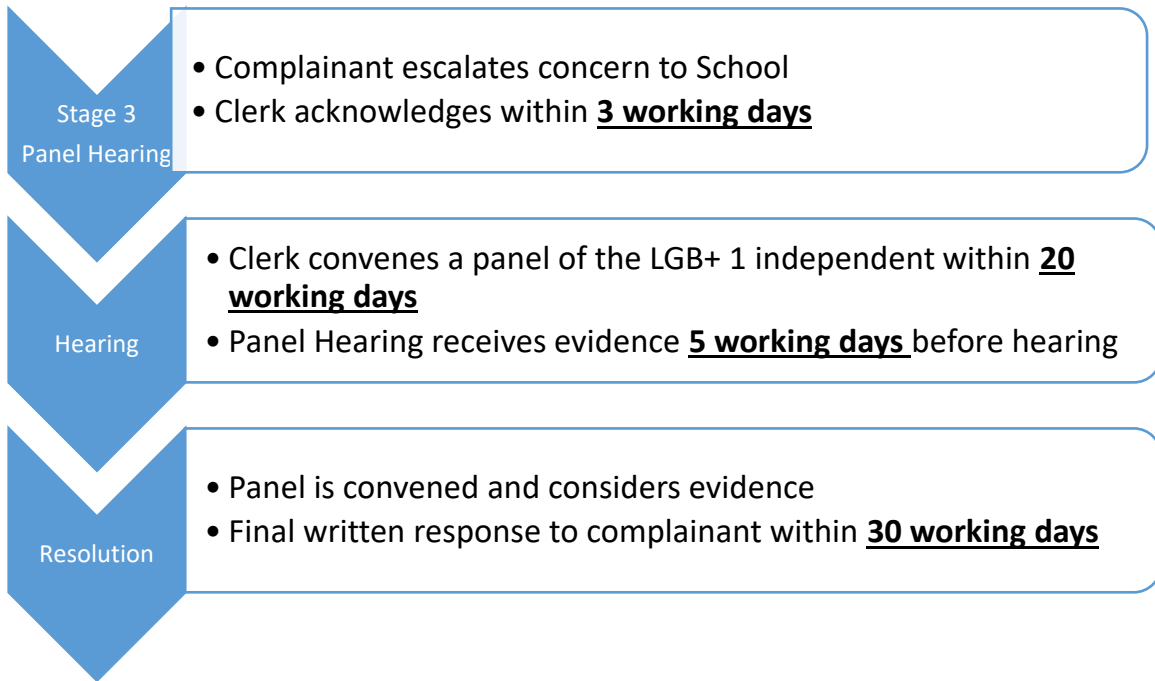 Stage 3
Panel Hearing
• Complainant escalates concern to School
• Clerk acknowledges within 3 working days
Hearing
• Clerk convenes a panel of the LGB+ 1 independent within 20
working days
• Panel Hearing receives evidence 5 working days before hearing
Resolution
• Panel is convened and considers evidence
• Final written response to complainant within 30 working days